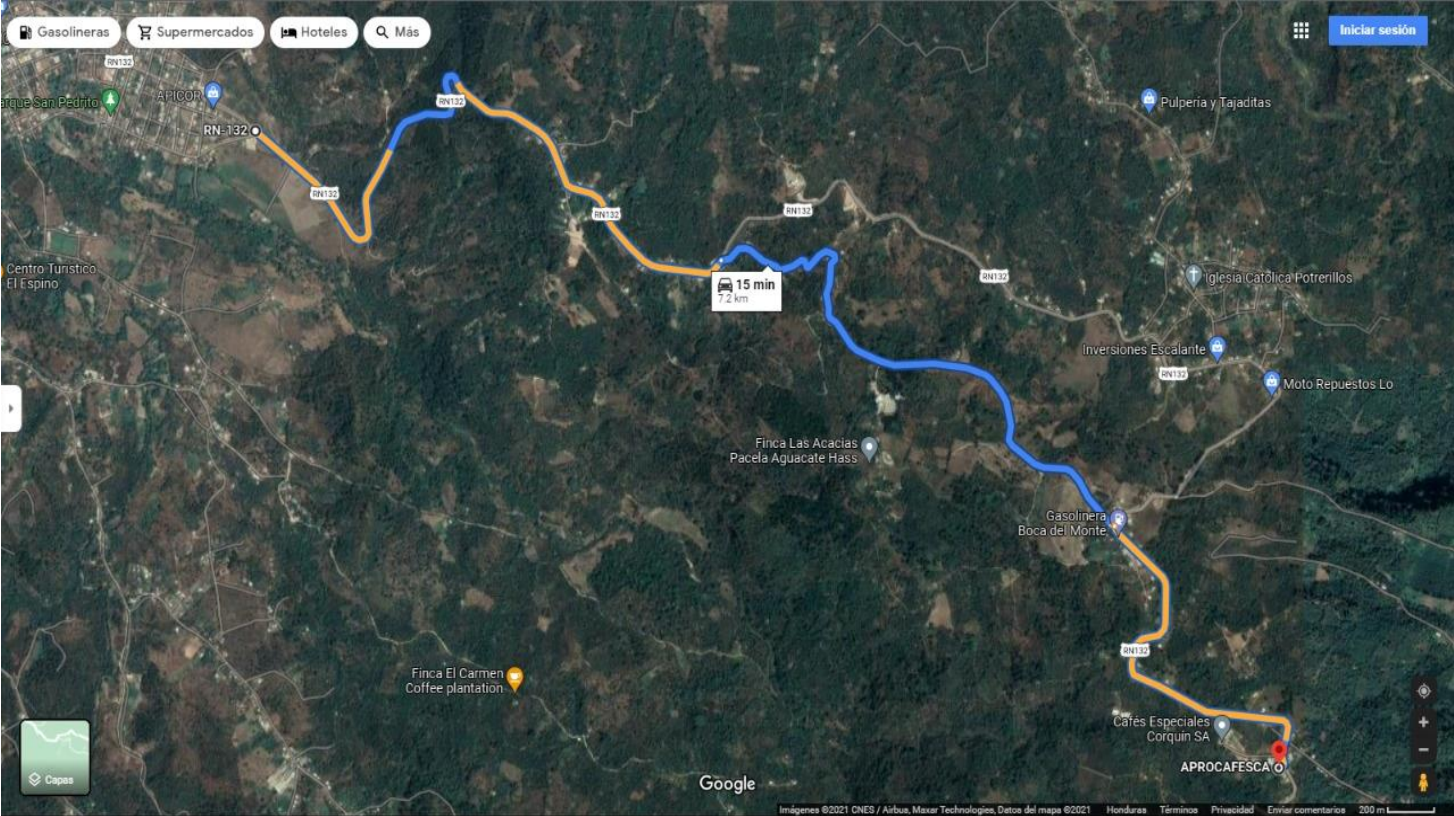 Gasolineras
Supermercados
Hoteles
Más
Iniciar sesión
RN132
arque San Pedrito
APICOR
RN-132
RN132
RN132
Pulperia y Tajaditas
RN132
RN132
RN132
Centro Turistico
El Espino
15 min
7.2 km
Iglesia Católica Potrerillos
Inversiones Escalante
RN132
Moto Repuestos Lo
Finca Las Acacias
Pacela Aguacate Hass
Gasolinera
Boca del Monte
RN132
Finca El Carmen
Coffee plantation
Cafés Especiales
Corquín SA
APROCAFESCA
Capas
Google
Imágenes ©2021 CNES / Airbus, Maxar Technologies, Datos del mapa ©2021 Honduras Términos Privacidad Enviar comentarios 200 m